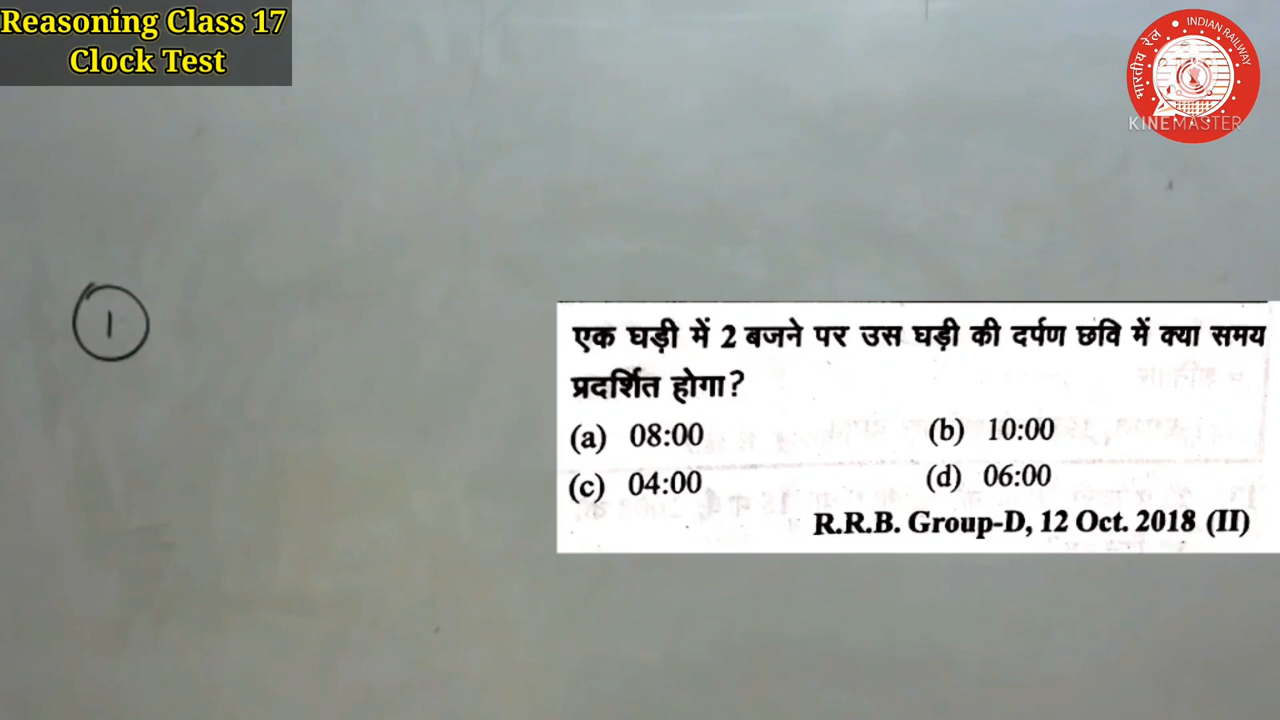 Reasoning Class 17
Clock Test
भारतीय रेल
INDIAN RAILWAY
KINEMASTER
1
एक घड़ी में 2 बजने पर उस घड़ी की दर्पण छवि में क्या समय
प्रदर्शित होगा?
(a) 08:00 (b) 10:00
(c) 04:00 (d) 06:00
R.R.B. Group-D, 12 Oct. 2018 (II)